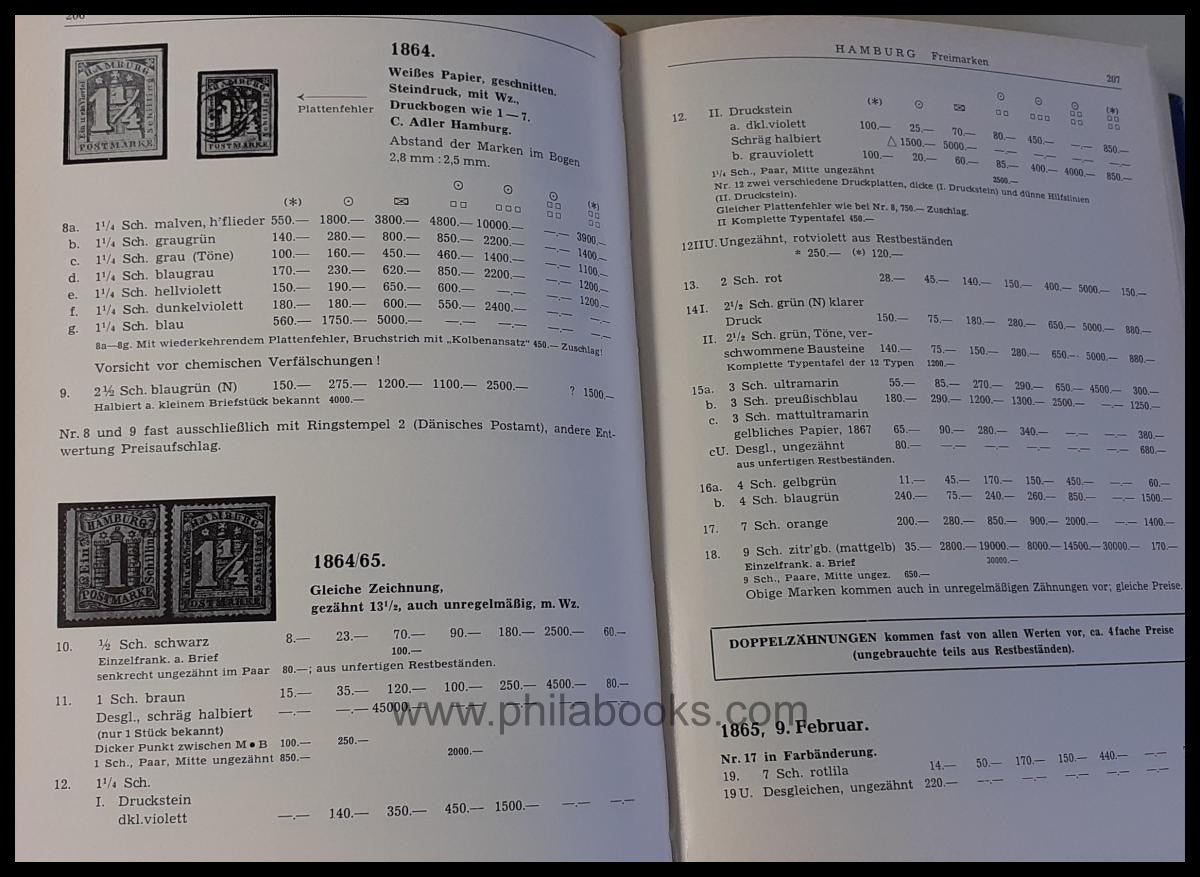 206
HAMBURG
1¼
Ein und ein Viertel
Schilling
POSTMARKE
POSTMARKE
Plattenfehler
1864.
Weißes Papier, geschnitten.
Steindruck, mit Wz.,
Druckbogen wie 1—7.
C. Adler Hamburg.
Abstand der Marken im Bogen
2,8 mm : 2,5 mm.
(*) ⊙ ✉ ⊙ □□ ⊙ □□□ ⊙ □□ □□ (*) □□ □□
8a. 1¹/₄ Sch. malven, h'flieder 550.— 1800.— 3800.— 4800.— 10000.— —.— 3900.—
b. 1¹/₄ Sch. graugrün 140.— 280.— 800.— 850.— 2200.— —.— 1400.—
c. 1¹/₄ Sch. grau (Töne) 100.— 160.— 450.— 460.— 1400.— —.— 1100.—
d. 1¹/₄ Sch. blaugrau 170.— 230.— 620.— 850.— 2200.— —.— 1200.—
e. 1¹/₄ Sch. hellviolett 150.— 190.— 650.— 600.— —.— —.— 1200.—
f. 1¹/₄ Sch. dunkelviolett 180.— 180.— 600.— 550.— 2400.— —.— —.—
g. 1¹/₄ Sch. blau 560.— 1750.— 5000.— —.— —.— —.— —.—
8a—8g. Mit wiederkehrendem Plattenfehler, Bruchstrich mit „Kolbenansatz" 450.— Zuschlag!
Vorsicht vor chemischen Verfälschungen!
9. 2½ Sch. blaugrün (N) 150.— 275.— 1200.— 1100.— 2500.— ? 1500.—
Halbiert a. kleinem Briefstück bekannt 4000.—
Nr. 8 und 9 fast ausschließlich mit Ringstempel 2 (Dänisches Postamt), andere Ent-
wertung Preisaufschlag.
HAMBURG
1
Ein
Schilling
POSTMARKE
HAMBURG
1¼
POSTMARKE
1864/65.
Gleiche Zeichnung,
gezähnt 13¹/₂, auch unregelmäßig, m. Wz.
10. ½ Sch. schwarz 8.— 23.— 70.— 90.— 180.— 2500.— 60.—
Einzelfrank. a. Brief 100.—
senkrecht ungezähnt im Paar 80.—; aus unfertigen Restbeständen.
11. 1 Sch. braun 15.— 35.— 120.— 100.— 250.— 4500.— 80.—
Desgl., schräg halbiert —.— —.— 45000.— —.— —.— —.— —.—
(nur 1 Stück bekannt)
Dicker Punkt zwischen M●B 100.— 250.—
1 Sch., Paar, Mitte ungezähnt 850.— 2000.—
12. 1¹/₄ Sch.
I. Druckstein
dkl.violett —.— 140.— 350.— 450.— 1500.— —.— —.—
HAMBURG Freimarken
207
(*) ⊙ ✉ ⊙ □□ ⊙ □□□ ⊙ □□ □□ (*) □□ □□
12. II. Druckstein
a. dkl.violett 100.— 25.— 70.— 80.— 450.— —.— 850.—
Schräg halbiert △ 1500.— 5000.— —.— —.— —.— —.—
b. grauviolett 100.— 20.— 60.— 85.— 400.— 4000.— 850.—
1¹/₄ Sch., Paar, Mitte ungezähnt 2500.—
Nr. 12 zwei verschiedene Druckplatten, dicke (I. Druckstein) und dünne Hilfslinien
(II. Druckstein).
Gleicher Plattenfehler wie bei Nr. 8, 750.— Zuschlag.
II Komplette Typentafel 450.—
12IIU. Ungezähnt, rotviolett aus Restbeständen
* 250.— (*) 120.—
13. 2 Sch. rot 28.— 45.— 140.— 150.— 400.— 5000.— 150.—
14I. 2¹/₂ Sch. grün (N) klarer
Druck 150.— 75.— 180.— 280.— 650.— 5000.— 880.—
II. 2¹/₂ Sch. grün, Töne, ver-
schwommene Bausteine 140.— 75.— 150.— 280.— 650.— 5000.— 880.—
Komplette Typentafel der 12 Typen 1200.—
15a. 3 Sch. ultramarin 55.— 85.— 270.— 290.— 650.— 4500.— 300.—
b. 3 Sch. preußischblau 180.— 290.— 1200.— 1300.— 2500.— —.— 1250.—
c. 3 Sch. mattultramarin
gelbliches Papier, 1867 65.— 90.— 280.— 340.— —.— —.— 380.—
cU. Desgl., ungezähnt 80.— —.— —.— —.— —.— —.— 680.—
aus unfertigen Restbeständen.
16a. 4 Sch. gelbgrün 11.— 45.— 170.— 150.— 450.— —.— 60.—
b. 4 Sch. blaugrün 240.— 75.— 240.— 260.— 850.— —.— 1500.—
17. 7 Sch. orange 200.— 280.— 850.— 900.— 2000.— —.— 1400.—
18. 9 Sch. zitr'gb. (mattgelb) 35.— 2800.— 19000.— 8000.— 14500.— 30000.— 170.—
Einzelfrank. a. Brief 30000.—
9 Sch., Paare, Mitte ungez. 650.—
Obige Marken kommen auch in unregelmäßigen Zähnungen vor; gleiche Preise.
DOPPELZÄHNUNGEN kommen fast von allen Werten vor, ca. 4fache Preise
(ungebrauchte teils aus Restbeständen).
1865, 9. Februar.
Nr. 17 in Farbänderung.
19. 7 Sch. rotlila 14.— 50.— 170.— 150.— 440.— —.—
19 U. Desgleichen, ungezähnt 220.— —.— —.— —.— —.— —.—
www.philabooks.com